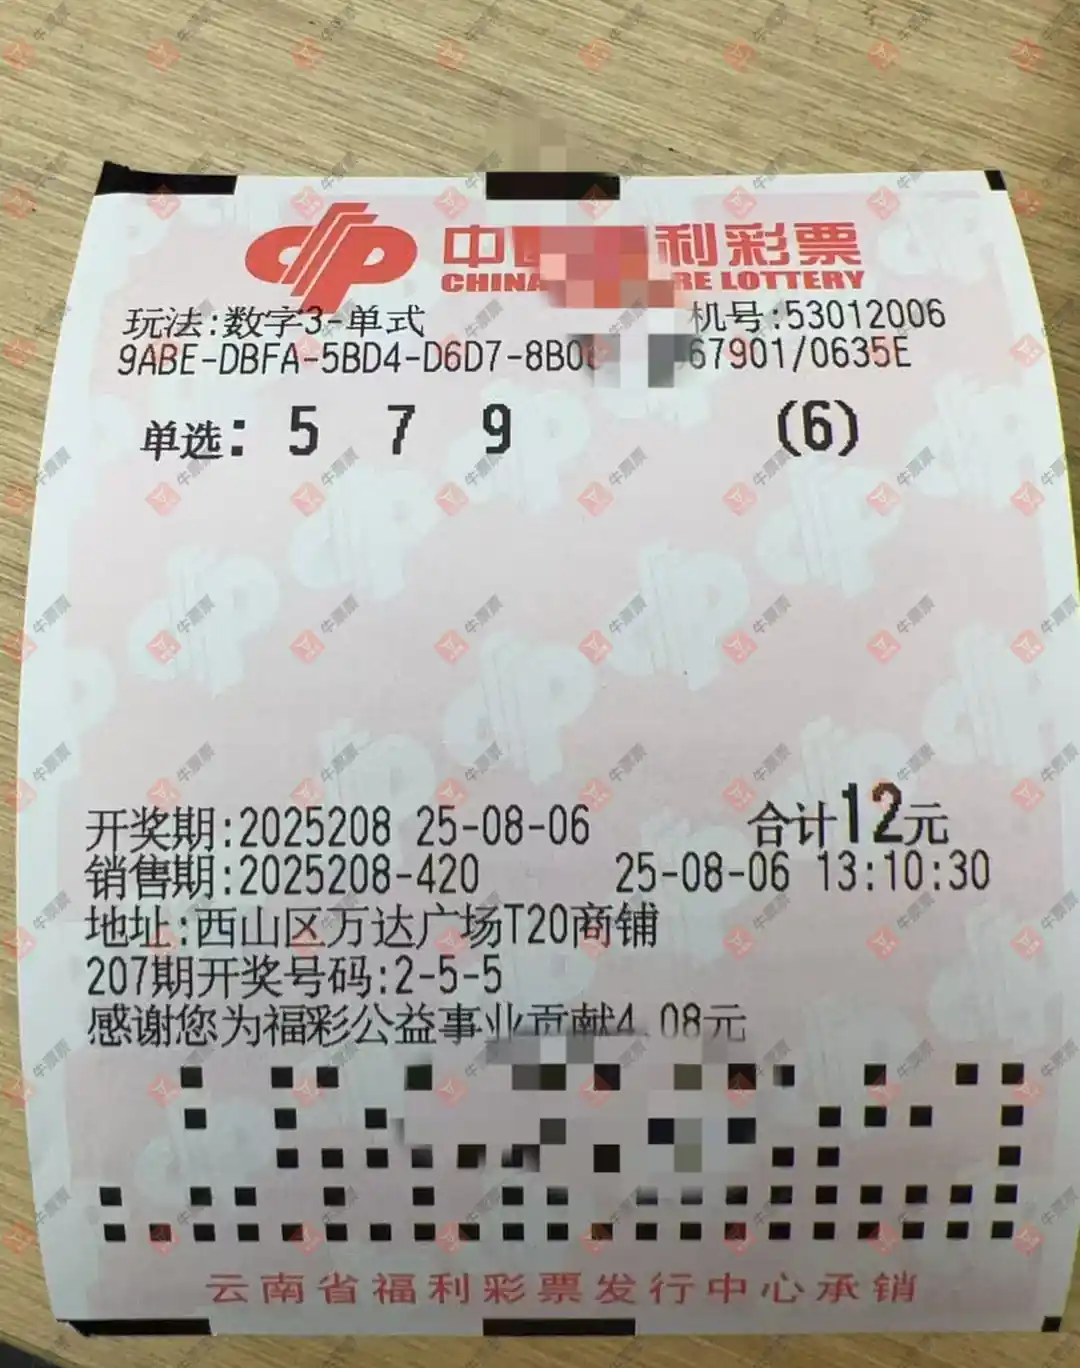 中 利彩票
CHINA RE LOTTERY
玩法:数字3-单式 机号:53012006
9ABE-DBFA-5BD4-D6D7-8B0 67901/0635E
单选: 5 7 9 (6)
开奖期:2025208 25-08-06 合计12元
销售期:2025208-420 25-08-06 13:10:30
地址:西山区万达广场T20商铺
207期开奖号码:2-5-5
感谢您为福彩公益事业贡献4.08元
云南省福利彩票发行中心承销
牛票票